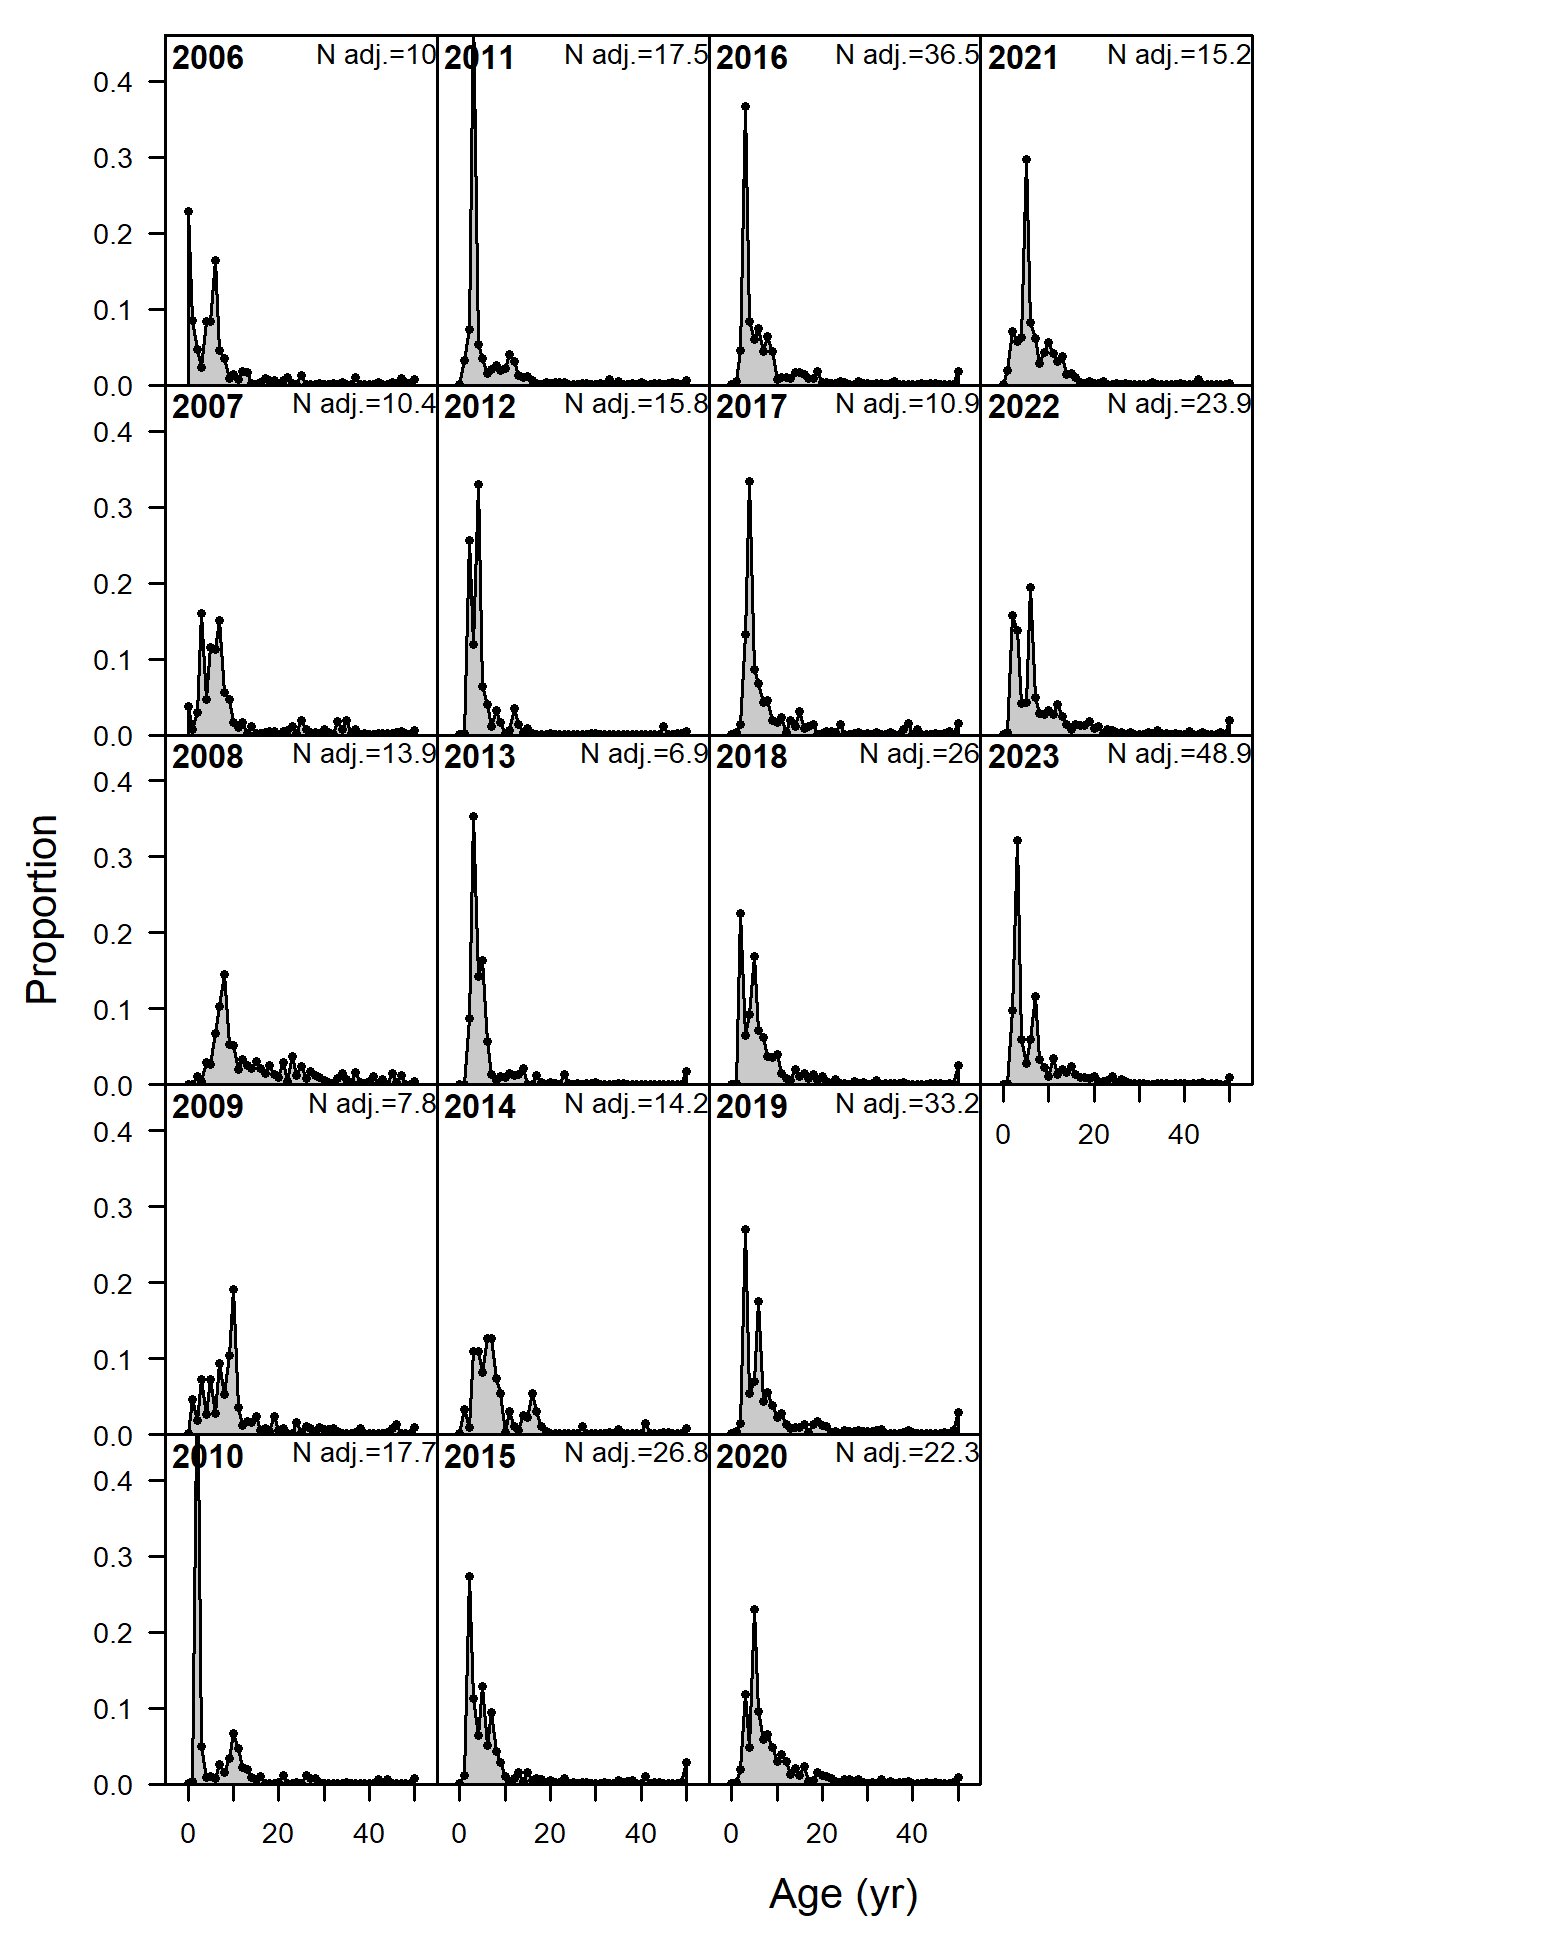 2006 N adj.=10 2011 N adj.=17.5 2016 N adj.=36.5 2021 N adj.=15.2
0.4
0.3
0.2
0.1
0.0
2007 N adj.=10.4 2012 N adj.=15.8 2017 N adj.=10.9 2022 N adj.=23.9
0.4
0.3
0.2
0.1
0.0
2008 N adj.=13.9 2013 N adj.=6.9 2018 N adj.=26 2023 N adj.=48.9
0.4
0.3
0.2
0.1
0.0
Proportion
2009 N adj.=7.8 2014 N adj.=14.2 2019 N adj.=33.2
0 20 40
0.4
0.3
0.2
0.1
0.0
2010 N adj.=17.7 2015 N adj.=26.8 2020 N adj.=22.3
0.4
0.3
0.2
0.1
0.0
0 20 40 0 20 40 0 20 40
Age (yr)